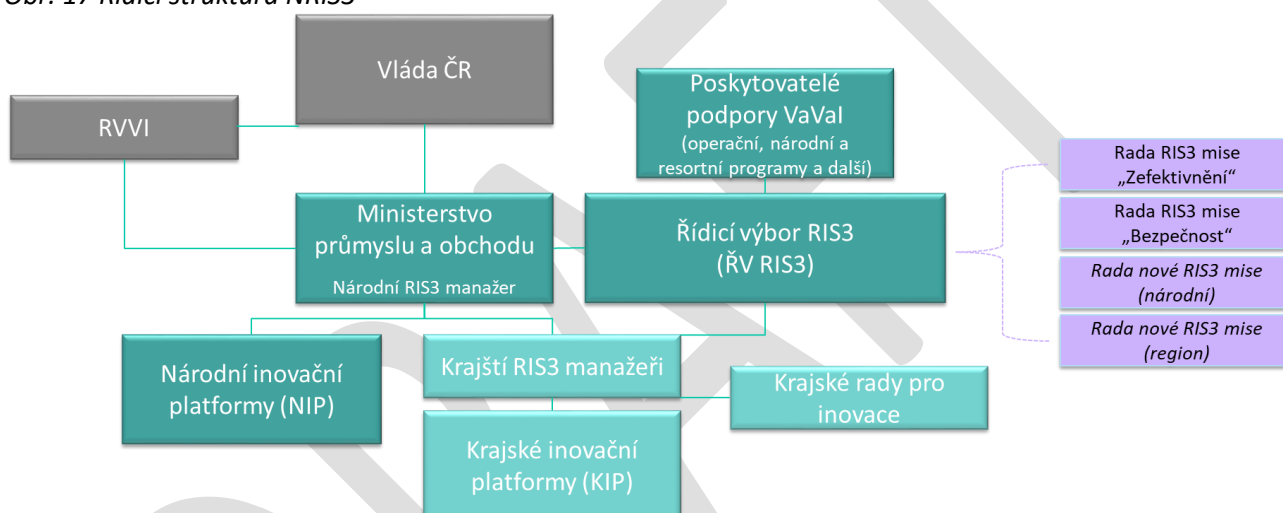 Obr. 17 Řídicí struktura NRIS3
Vláda ČR
RVVI
Poskytovatelé
podpory VaVaI
(operační, národní a
resortní programy a další)
Rada RIS3 mise
„Zefektivnění“
Rada RIS3 mise
„Bezpečnost“
Rada nové RIS3 mise
(národní)
Rada nové RIS3 mise
(region)
Ministerstvo
průmyslu a obchodu
Národní RIS3 manažer
Řídicí výbor RIS3
(ŘV RIS3)
Národní inovační
platformy (NIP)
Krajští RIS3 manažeři
Krajské rady pro
inovace
Krajské inovační
platformy (KIP)